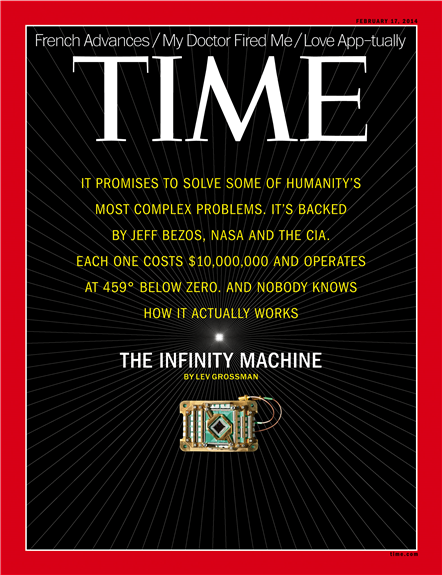 FEBRUARY 17, 2014
French Advances / My Doctor Fired Me / Love App-tually
TIME
IT PROMISES TO SOLVE SOME OF HUMANITY'S
MOST COMPLEX PROBLEMS. IT'S BACKED
BY JEFF BEZOS, NASA AND THE CIA.
EACH ONE COSTS $10,000,000 AND OPERATES
AT 459° BELOW ZERO. AND NOBODY KNOWS
HOW IT ACTUALLY WORKS
THE INFINITY MACHINE
BY LEV GROSSMAN
time.com